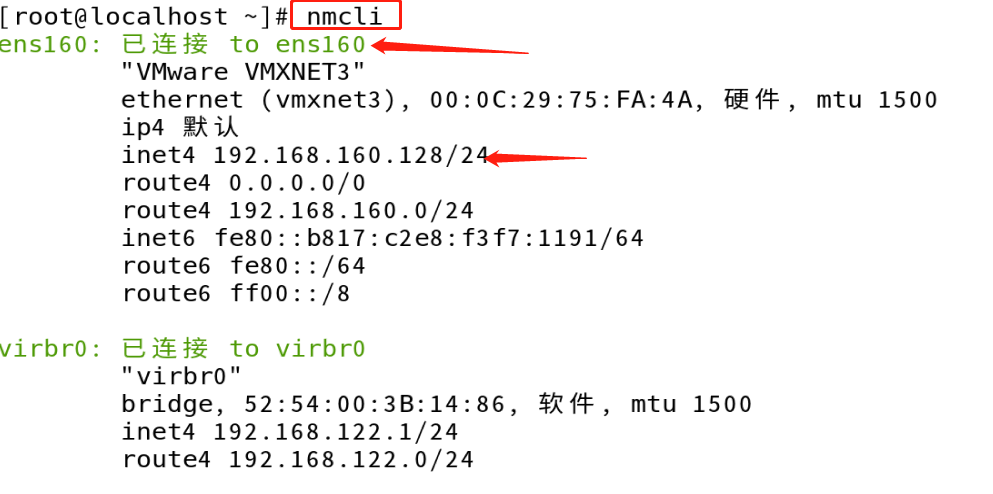 [root@localhost ~]# nmcli
ens160: 已连接 to ens160
"VMware VMXNET3"
ethernet (vmxnet3), 00:0C:29:75:FA:4A, 硬件, mtu 1500
ip4 默认
inet4 192.168.160.128/24
route4 0.0.0.0/0
route4 192.168.160.0/24
inet6 fe80::b817:c2e8:f3f7:1191/64
route6 fe80::/64
route6 ff00::/8
virbr0: 已连接 to virbr0
"virbr0"
bridge, 52:54:00:3B:14:86, 软件, mtu 1500
inet4 192.168.122.1/24
route4 192.168.122.0/24